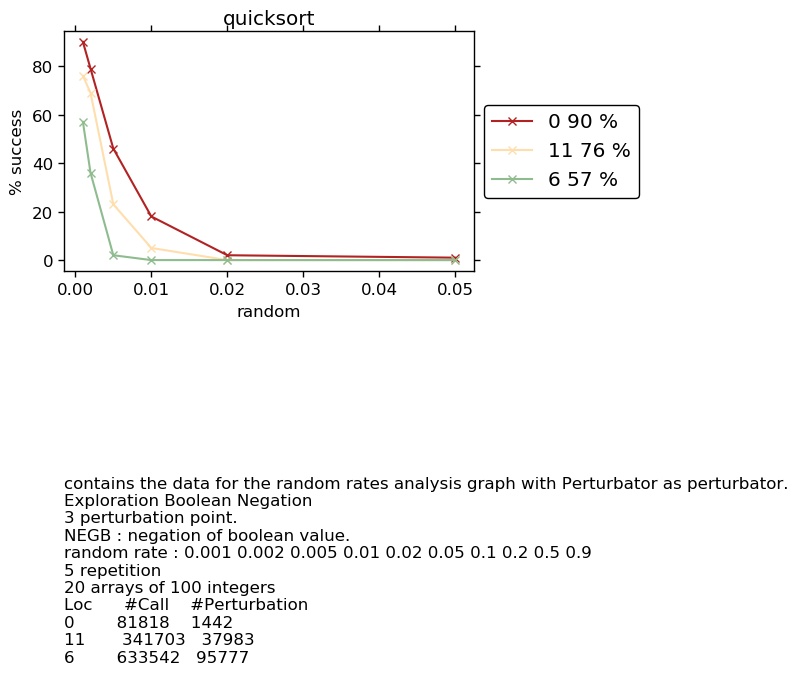 quicksort
80
60
40
20
0
% success
0.00 0.01 0.02 0.03 0.04 0.05
random
0 90 %
11 76 %
6 57 %
contains the data for the random rates analysis graph with Perturbator as perturbator.
Exploration Boolean Negation
3 perturbation point.
NEGB : negation of boolean value.
random rate : 0.001 0.002 0.005 0.01 0.02 0.05 0.1 0.2 0.5 0.9
5 repetition
20 arrays of 100 integers
Loc #Call #Perturbation
0 81818 1442
11 341703 37983
6 633542 95777